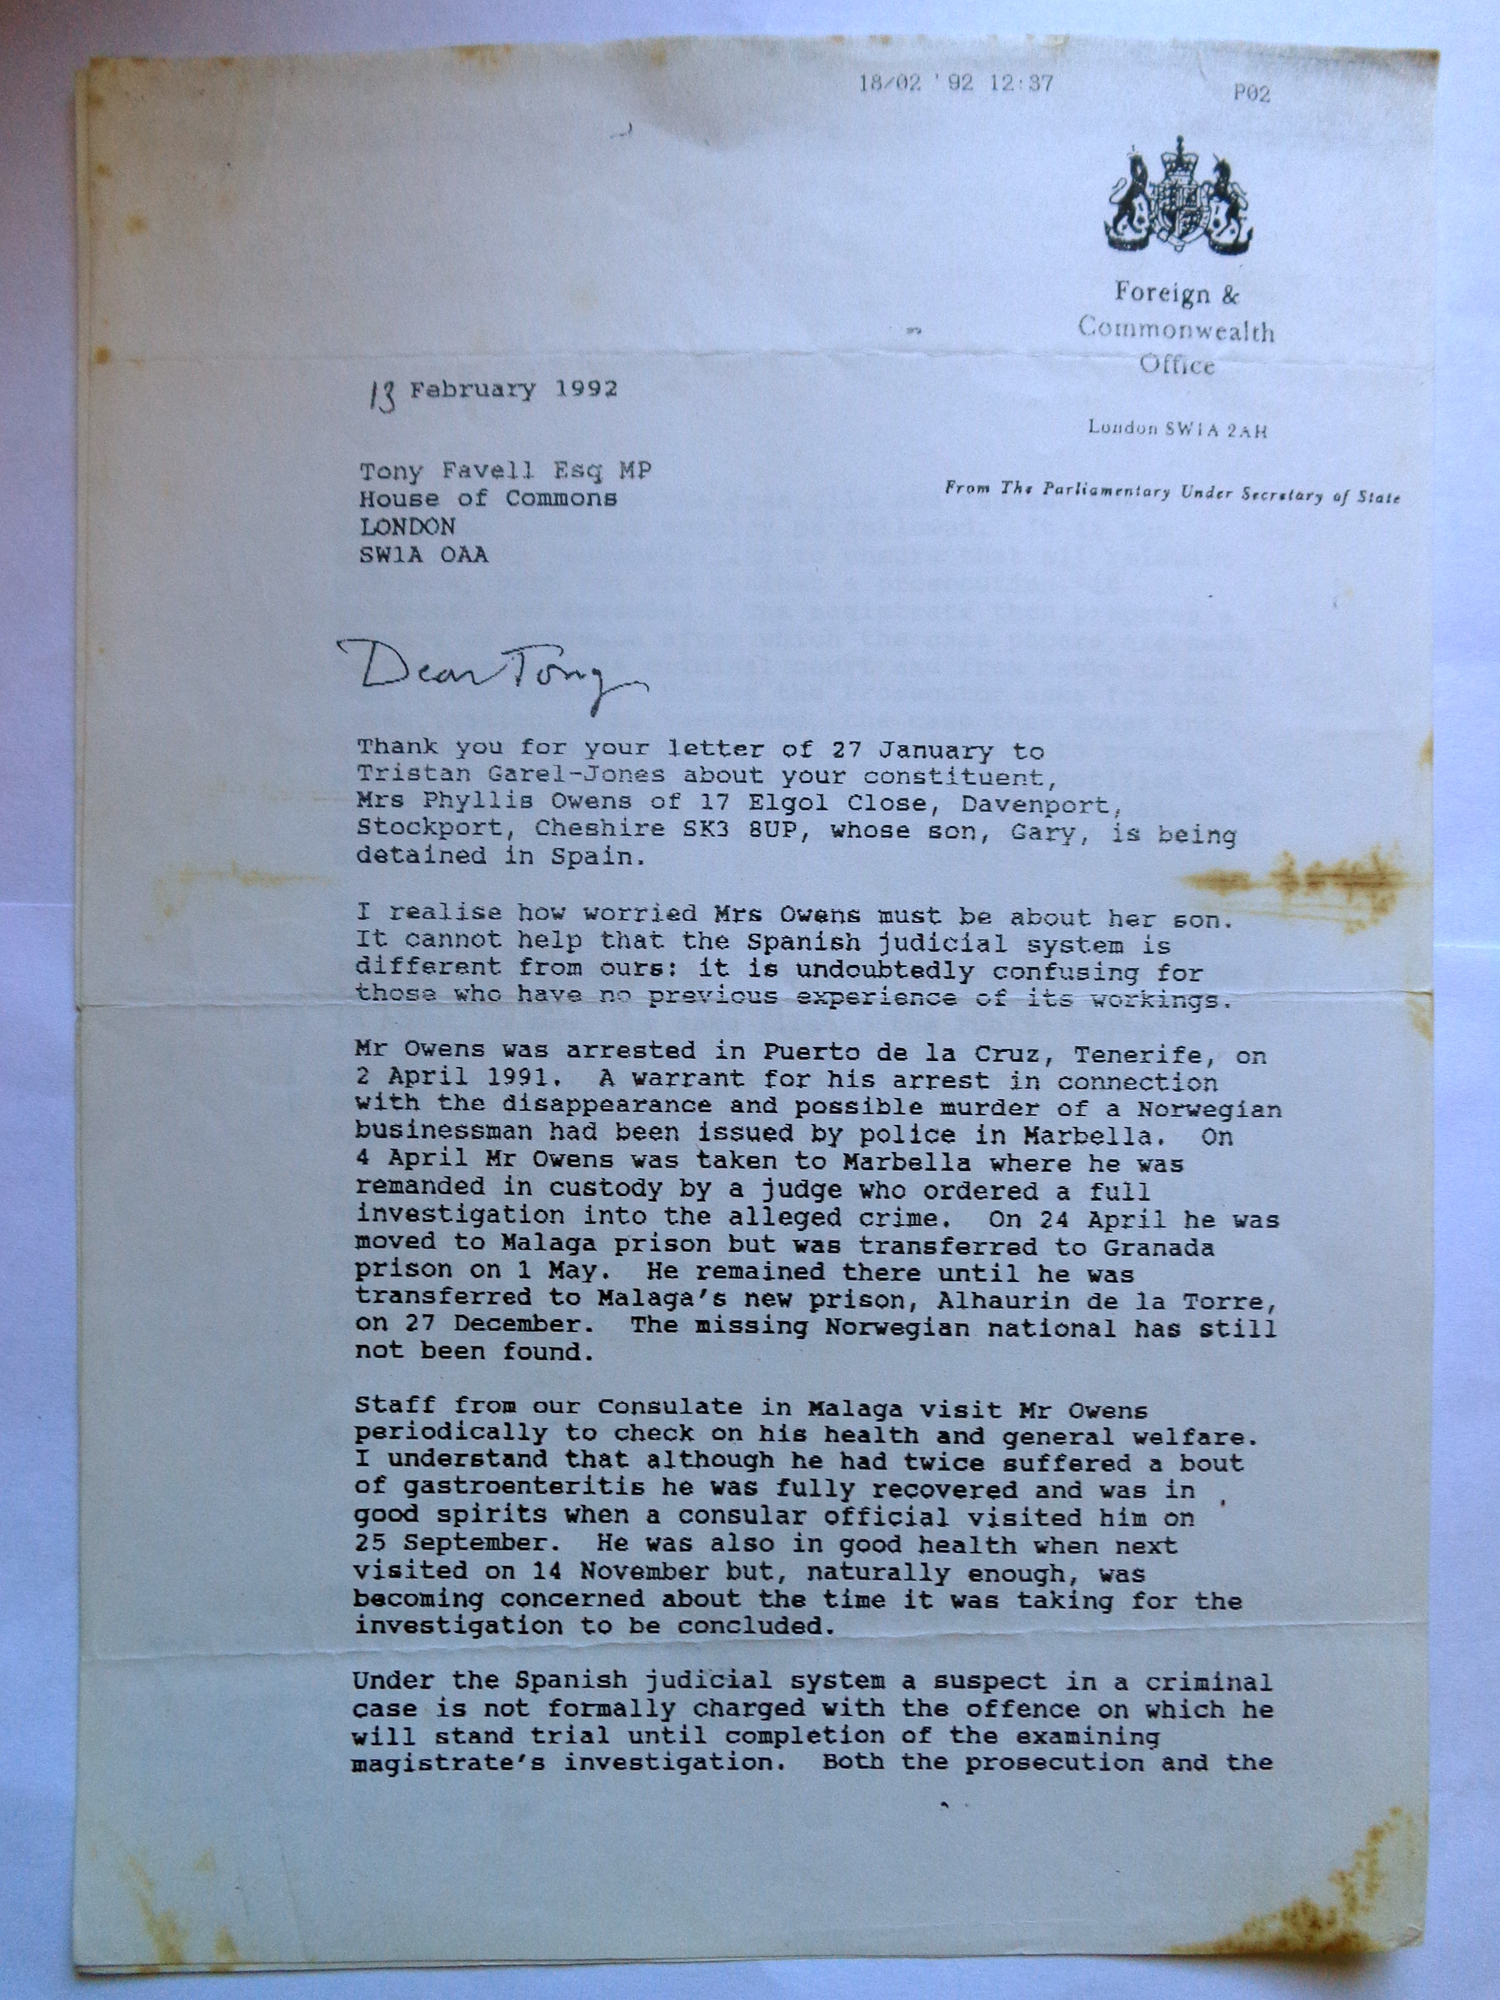 18/02 '92 12:37 P02
Foreign &
Commonwealth
Office
London SW1A 2AH
From The Parliamentary Under Secretary of State
13 February 1992
Tony Favell Esq MP
House of Commons
LONDON
SW1A OAA
Dear Tony
Thank you for your letter of 27 January to
Tristan Garel-Jones about your constituent,
Mrs Phyllis Owens of 17 Elgol Close, Davenport,
Stockport, Cheshire SK3 8UP, whose son, Gary, is being
detained in Spain.
I realise how worried Mrs Owens must be about her son.
It cannot help that the Spanish judicial system is
different from ours: it is undoubtedly confusing for
those who have no previous experience of its workings.
Mr Owens was arrested in Puerto de la Cruz, Tenerife, on
2 April 1991. A warrant for his arrest in connection
with the disappearance and possible murder of a Norwegian
businessman had been issued by police in Marbella. On
4 April Mr Owens was taken to Marbella where he was
remanded in custody by a judge who ordered a full
investigation into the alleged crime. On 24 April he was
moved to Malaga prison but was transferred to Granada
prison on 1 May. He remained there until he was
transferred to Malaga's new prison, Alhaurin de la Torre,
on 27 December. The missing Norwegian national has still
not been found.
Staff from our Consulate in Malaga visit Mr Owens
periodically to check on his health and general welfare.
I understand that although he had twice suffered a bout
of gastroenteritis he was fully recovered and was in
good spirits when a consular official visited him on
25 September. He was also in good health when next
visited on 14 November but, naturally enough, was
becoming concerned about the time it was taking for the
investigation to be concluded.
Under the Spanish judicial system a suspect in a criminal
case is not formally charged with the offence on which he
will stand trial until completion of the examining
magistrate's investigation. Both the prosecution and the